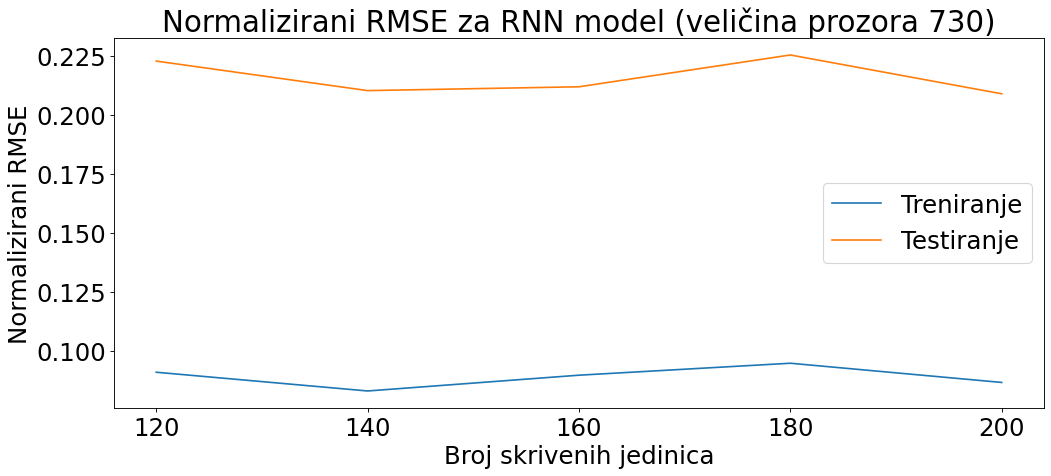 Normalizirani RMSE za RNN model (veličina prozora 730)
Normalizirani RMSE
0.225
0.200
0.175
0.150
0.125
0.100
Treniranje
Testiranje
120 140 160 180 200
Broj skrivenih jedinica